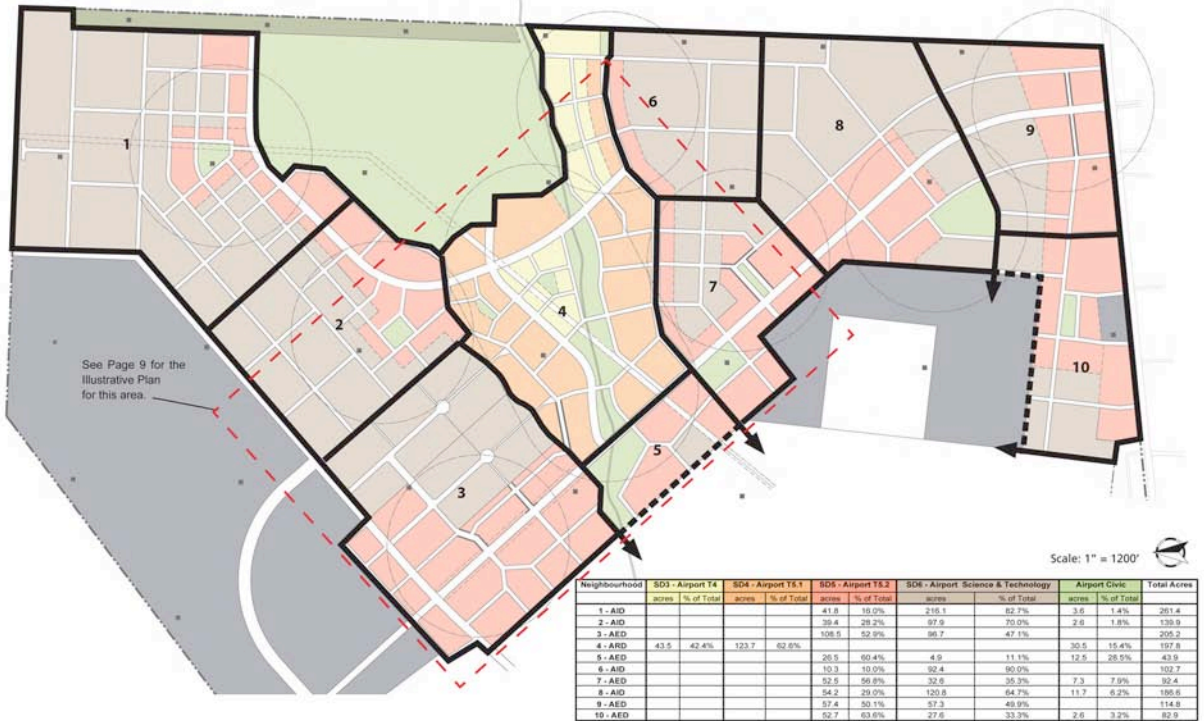 6
8
9
1
7
4
2
10
See Page 9 for the
Illustrative Plan
for this area.
5
3
Scale: 1" = 1200'
Neighbourhood SD3 - Airport T4 SD4 - Airport T5.1 SD5 - Airport T5.2 SD6 - Airport Science & Technology Airport Civic Total Acres
acres % of Total acres % of Total acres % of Total acres % of Total acres % of Total
1 - AID 41.8 16.0% 216.1 82.7% 3.6 1.4% 261.4
2 - AID 39.4 28.2% 97.9 70.0% 2.6 1.8% 139.9
3 - AED 108.5 52.9% 96.7 47.1% 205.2
4 - ARD 43.5 42.4% 123.7 62.6% 30.5 15.4% 197.8
5 - AED 26.5 60.4% 4.9 11.1% 12.5 28.5% 43.9
6 - AID 10.3 10.0% 92.4 90.0% 102.7
7 - AED 52.5 56.8% 32.6 35.3% 7.3 7.9% 92.4
8 - AID 54.2 29.0% 120.8 64.7% 11.7 6.2% 186.6
9 - AED 57.4 50.1% 57.3 49.9% 114.8
10 - AED 52.7 63.6% 27.6 33.3% 2.6 3.2% 82.9